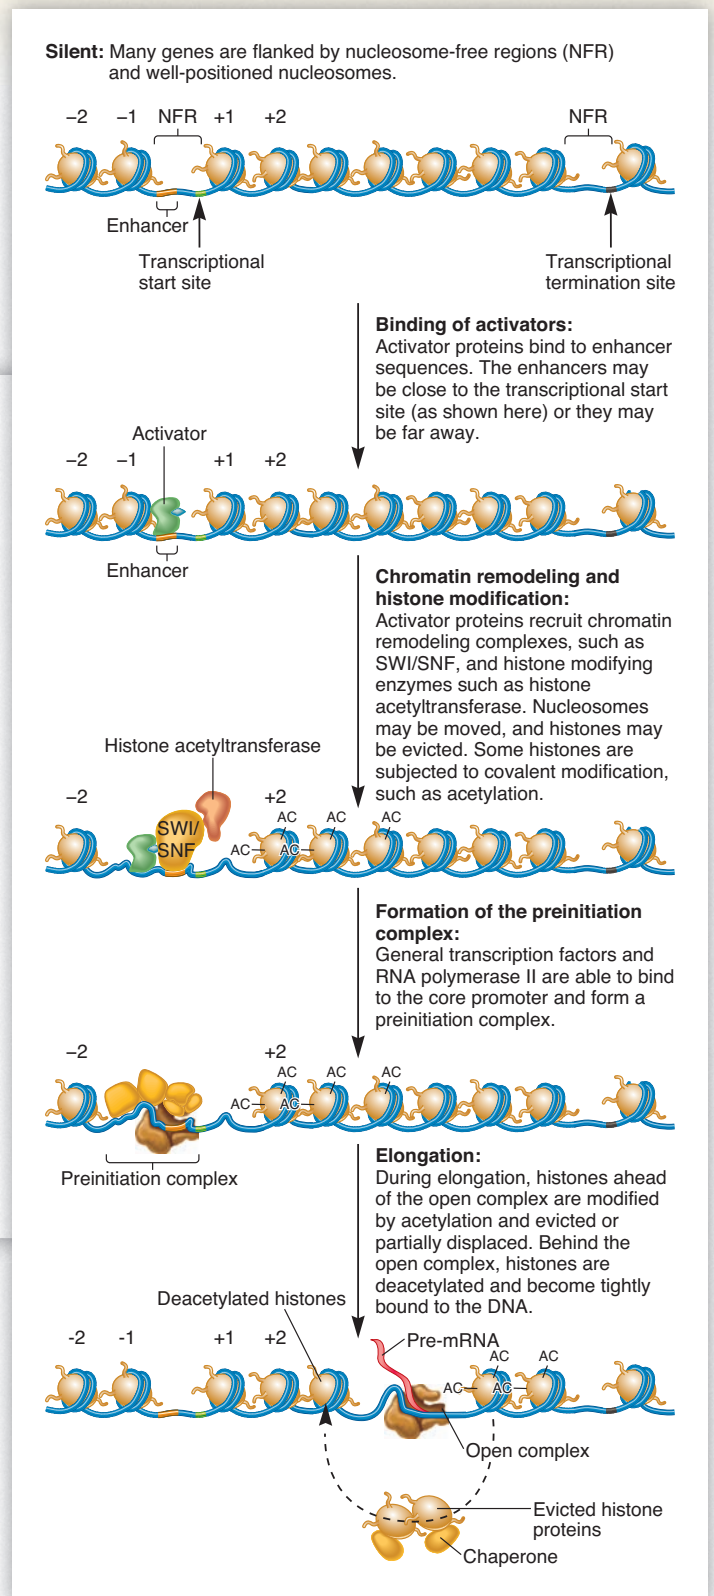 Silent: Many genes are flanked by nucleosome-free regions (NFR)
and well-positioned nucleosomes.
–2 –1 NFR +1 +2 NFR
Enhancer
Transcriptional
start site
Transcriptional
termination site
Binding of activators:
Activator proteins bind to enhancer
sequences. The enhancers may
be close to the transcriptional start
site (as shown here) or they may
be far away.
Activator
–2 –1 +1 +2
Enhancer
Chromatin remodeling and
histone modification:
Activator proteins recruit chromatin
remodeling complexes, such as
SWI/SNF, and histone modifying
enzymes such as histone
acetyltransferase. Nucleosomes
may be moved, and histones may
be evicted. Some histones are
subjected to covalent modification,
such as acetylation.
Histone acetyltransferase
–2 +2
AC AC AC
SWI/
SNF
AC AC
Formation of the preinitiation
complex:
General transcription factors and
RNA polymerase II are able to bind
to the core promoter and form a
preinitiation complex.
–2 +2
AC AC AC
AC AC
Preinitiation complex
Elongation:
During elongation, histones ahead
of the open complex are modified
by acetylation and evicted or
partially displaced. Behind the
open complex, histones are
deacetylated and become tightly
bound to the DNA.
Deacetylated histones
-2 -1 +1 +2
Pre-mRNA
AC AC
AC AC
Open complex
Evicted histone
proteins
Chaperone